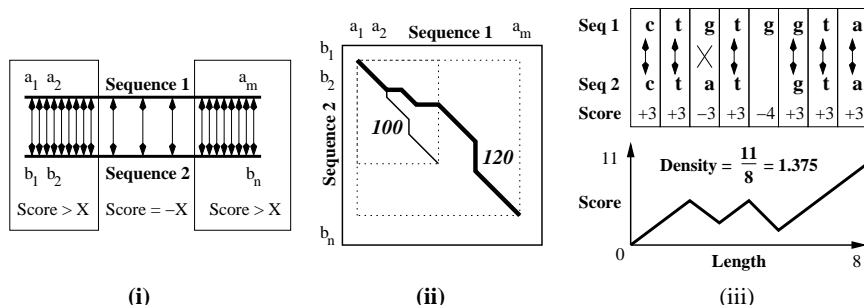 a1 a2 Sequence 1 am
b1 b2 Sequence 2 bn
Score > X Score = −X Score > X
(i)
a1 a2 Sequence 1 am
b1
b2
Sequence 2
bn
100
120
(ii)
Seq 1 c t g t g g t a
Seq 2 c t a t g t a
Score +3 +3 −3 +3 −4 +3 +3 +3
11
Density = 11/8 = 1.375
Score
0 Length 8
(iii)